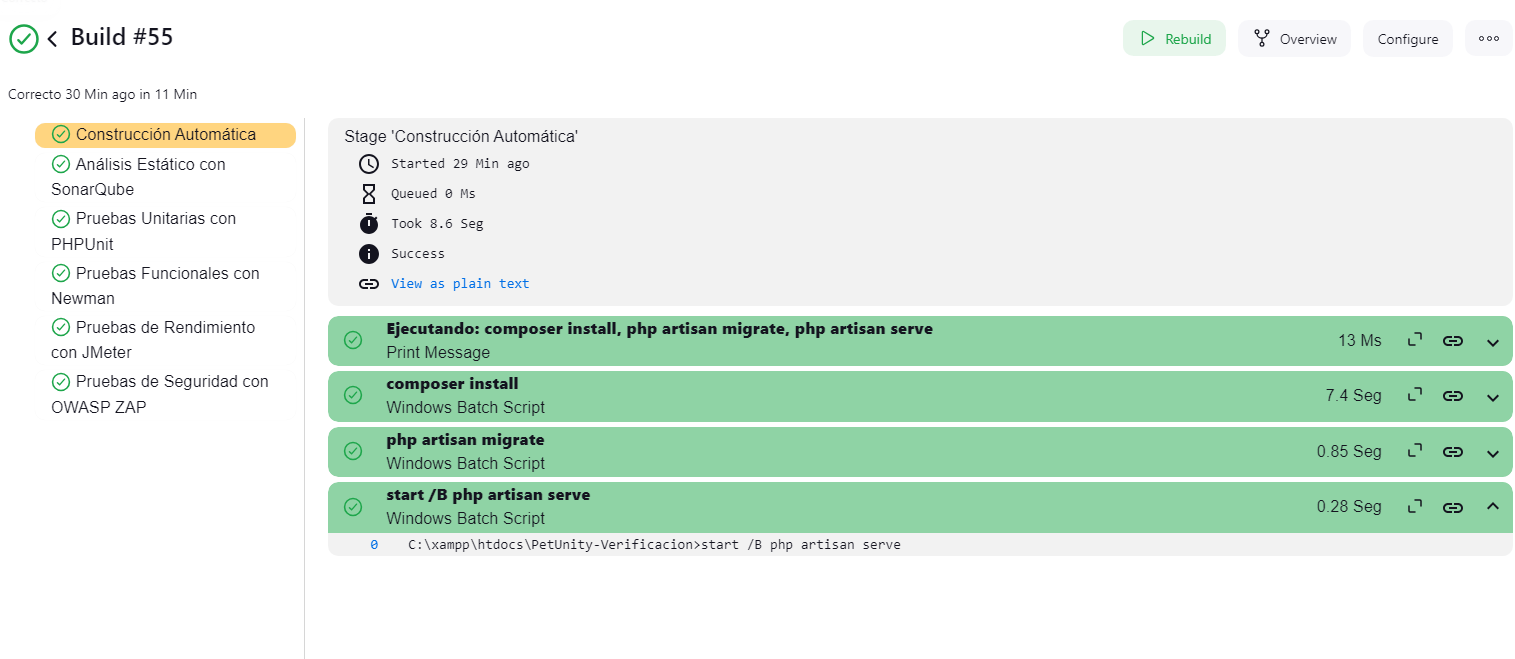 Build #55
Rebuild
Overview
Configure
Correcto 30 Min ago in 11 Min
Construcción Automática
Análisis Estático con
SonarQube
Pruebas Unitarias con
PHPUnit
Pruebas Funcionales con
Newman
Pruebas de Rendimiento
con JMeter
Pruebas de Seguridad con
OWASP ZAP
Stage 'Construcción Automática'
Started 29 Min ago
Queued 0 Ms
Took 8.6 Seg
Success
View as plain text
Ejecutando: composer install, php artisan migrate, php artisan serve
Print Message
13 Ms
composer install
Windows Batch Script
7.4 Seg
php artisan migrate
Windows Batch Script
0.85 Seg
start /B php artisan serve
Windows Batch Script
0.28 Seg
0 C:\xampp\htdocs\PetUnity-Verificacion>start /B php artisan serve